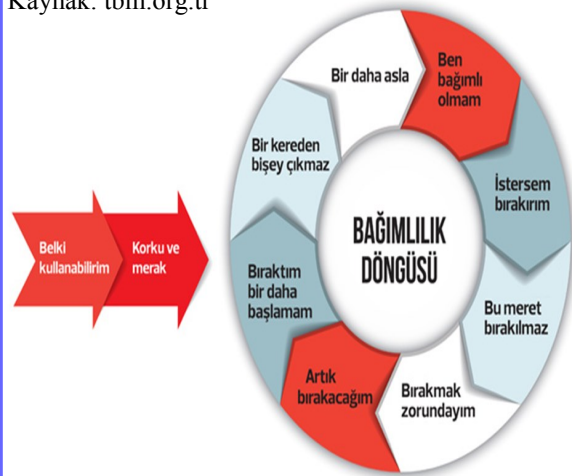 Kaynak: tbm.org.tr
Belki
kullanabilirim
Korku ve
merak
BAĞIMLILIK
DÖNGÜSÜ
Bir daha asla
Ben
bağımlı
olmam
İstersem
bırakırım
Bu meret
bırakılmaz
Bırakmak
zorundayım
Artık
bırakacağım
Bıraktım
bir daha
başlamam
Bir kereden
bişey çıkmaz